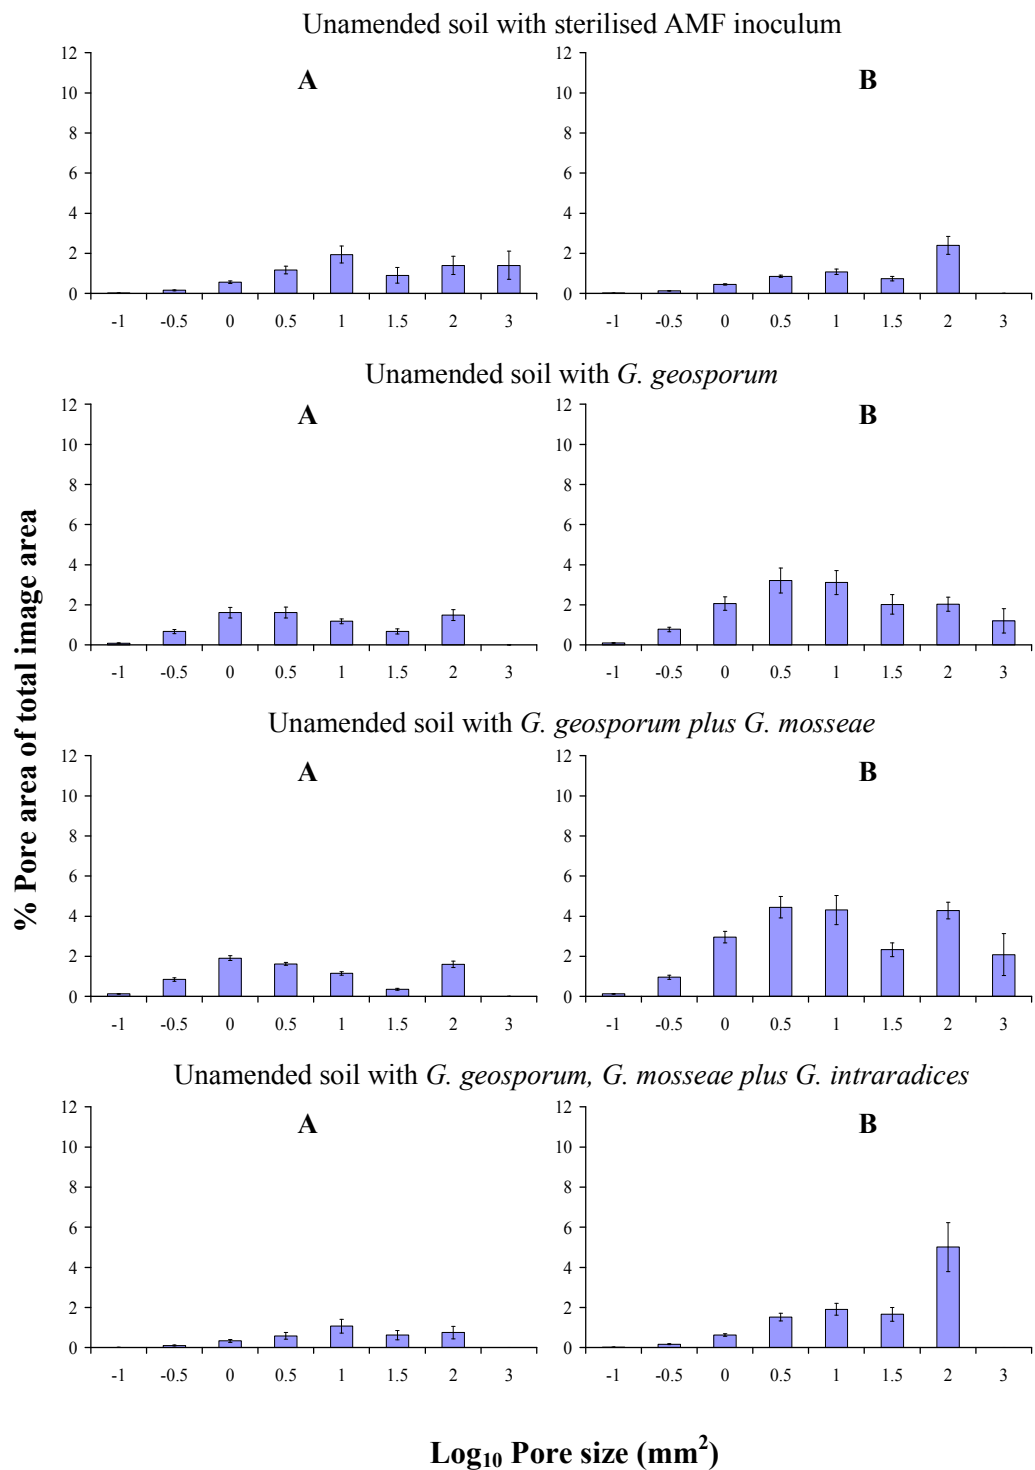 Unamended soil with sterilised AMF inoculum
A
B
12
10
8
6
4
2
0
-1 -0.5 0 0.5 1 1.5 2 3
12
10
8
6
4
2
0
-1 -0.5 0 0.5 1 1.5 2 3
Unamended soil with G. geosporum
A
B
12
10
8
6
4
2
0
-1 -0.5 0 0.5 1 1.5 2 3
12
10
8
6
4
2
0
-1 -0.5 0 0.5 1 1.5 2 3
% Pore area of total image area
Unamended soil with G. geosporum plus G. mosseae
A
B
12
10
8
6
4
2
0
-1 -0.5 0 0.5 1 1.5 2 3
12
10
8
6
4
2
0
-1 -0.5 0 0.5 1 1.5 2 3
Unamended soil with G. geosporum, G. mosseae plus G. intraradices
A
B
12
10
8
6
4
2
0
-1 -0.5 0 0.5 1 1.5 2 3
12
10
8
6
4
2
0
-1 -0.5 0 0.5 1 1.5 2 3
Log₁₀ Pore size (mm²)